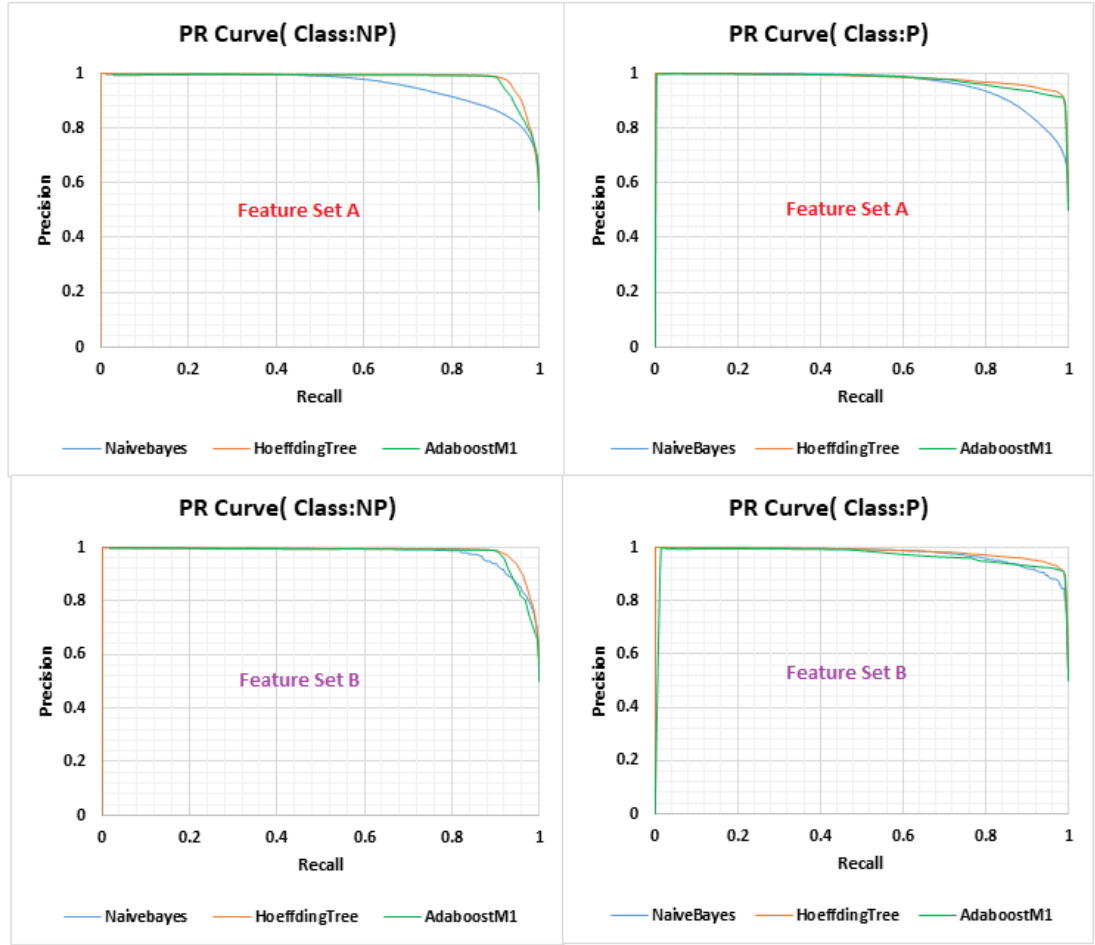 PR Curve( Class:NP)
1
0.8
0.6
0.4
0.2
0
Precision
Feature Set A
0 0.2 0.4 0.6 0.8 1
Recall
Naivebayes HoeffdingTree AdaboostM1
PR Curve( Class:P)
1
0.8
0.6
0.4
0.2
0
Precision
Feature Set A
0 0.2 0.4 0.6 0.8 1
Recall
NaiveBayes HoeffdingTree AdaboostM1
PR Curve( Class:NP)
1
0.8
0.6
0.4
0.2
0
Precision
Feature Set B
0 0.2 0.4 0.6 0.8 1
Recall
Naivebayes HoeffdingTree AdaboostM1
PR Curve( Class:P)
1
0.8
0.6
0.4
0.2
0
Precision
Feature Set B
0 0.2 0.4 0.6 0.8 1
Recall
NaiveBayes HoeffdingTree AdaboostM1